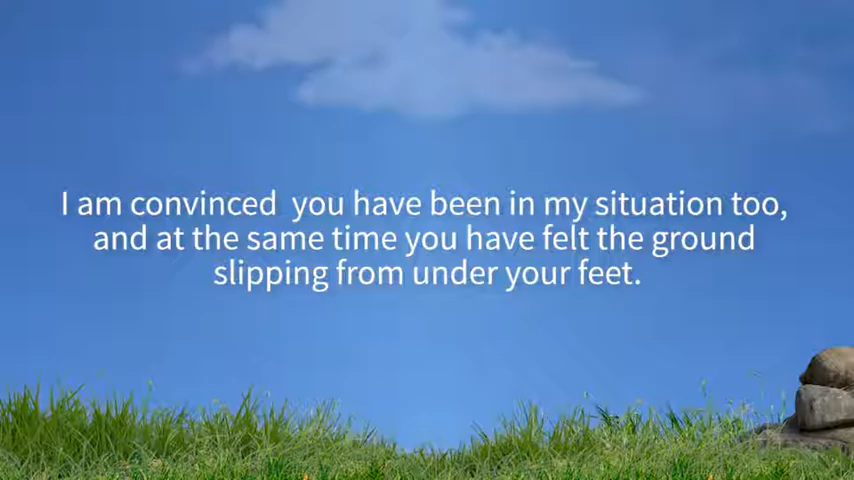 I am convinced  you have been in my situation too,
and at the same time you have felt the ground
slipping from under your feet.